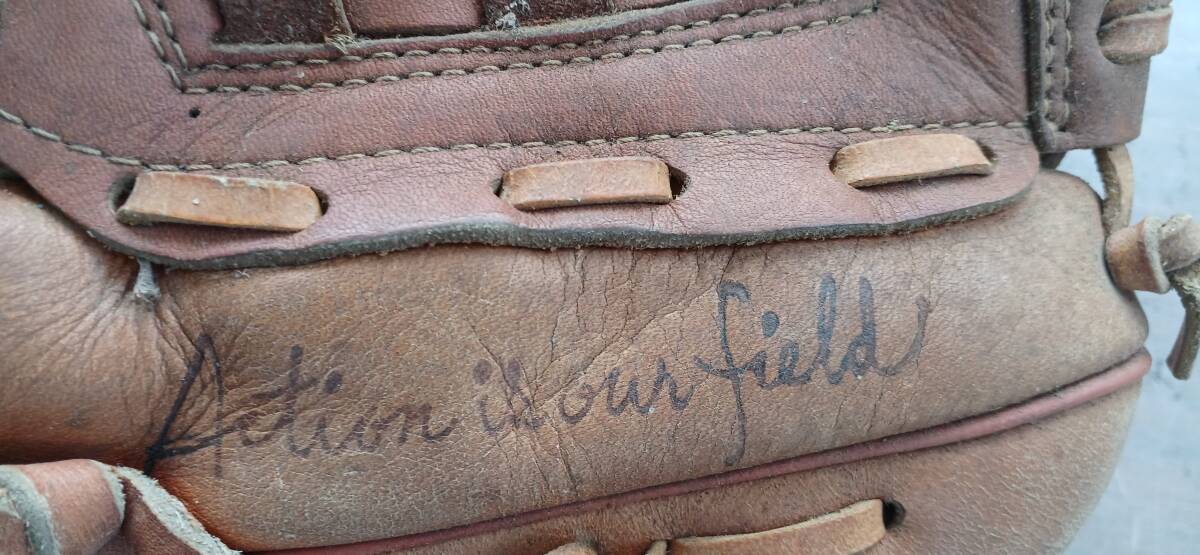 Action is our field